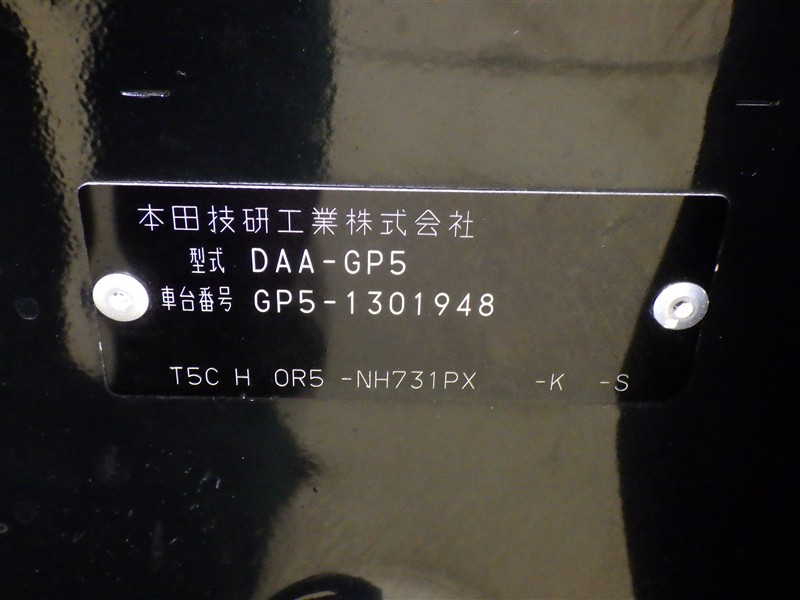 本田技研工業株式会社
型式 DAA-GP5
車台番号 GP5-1301948
T5C H 0R5 -NH731PX -K -S